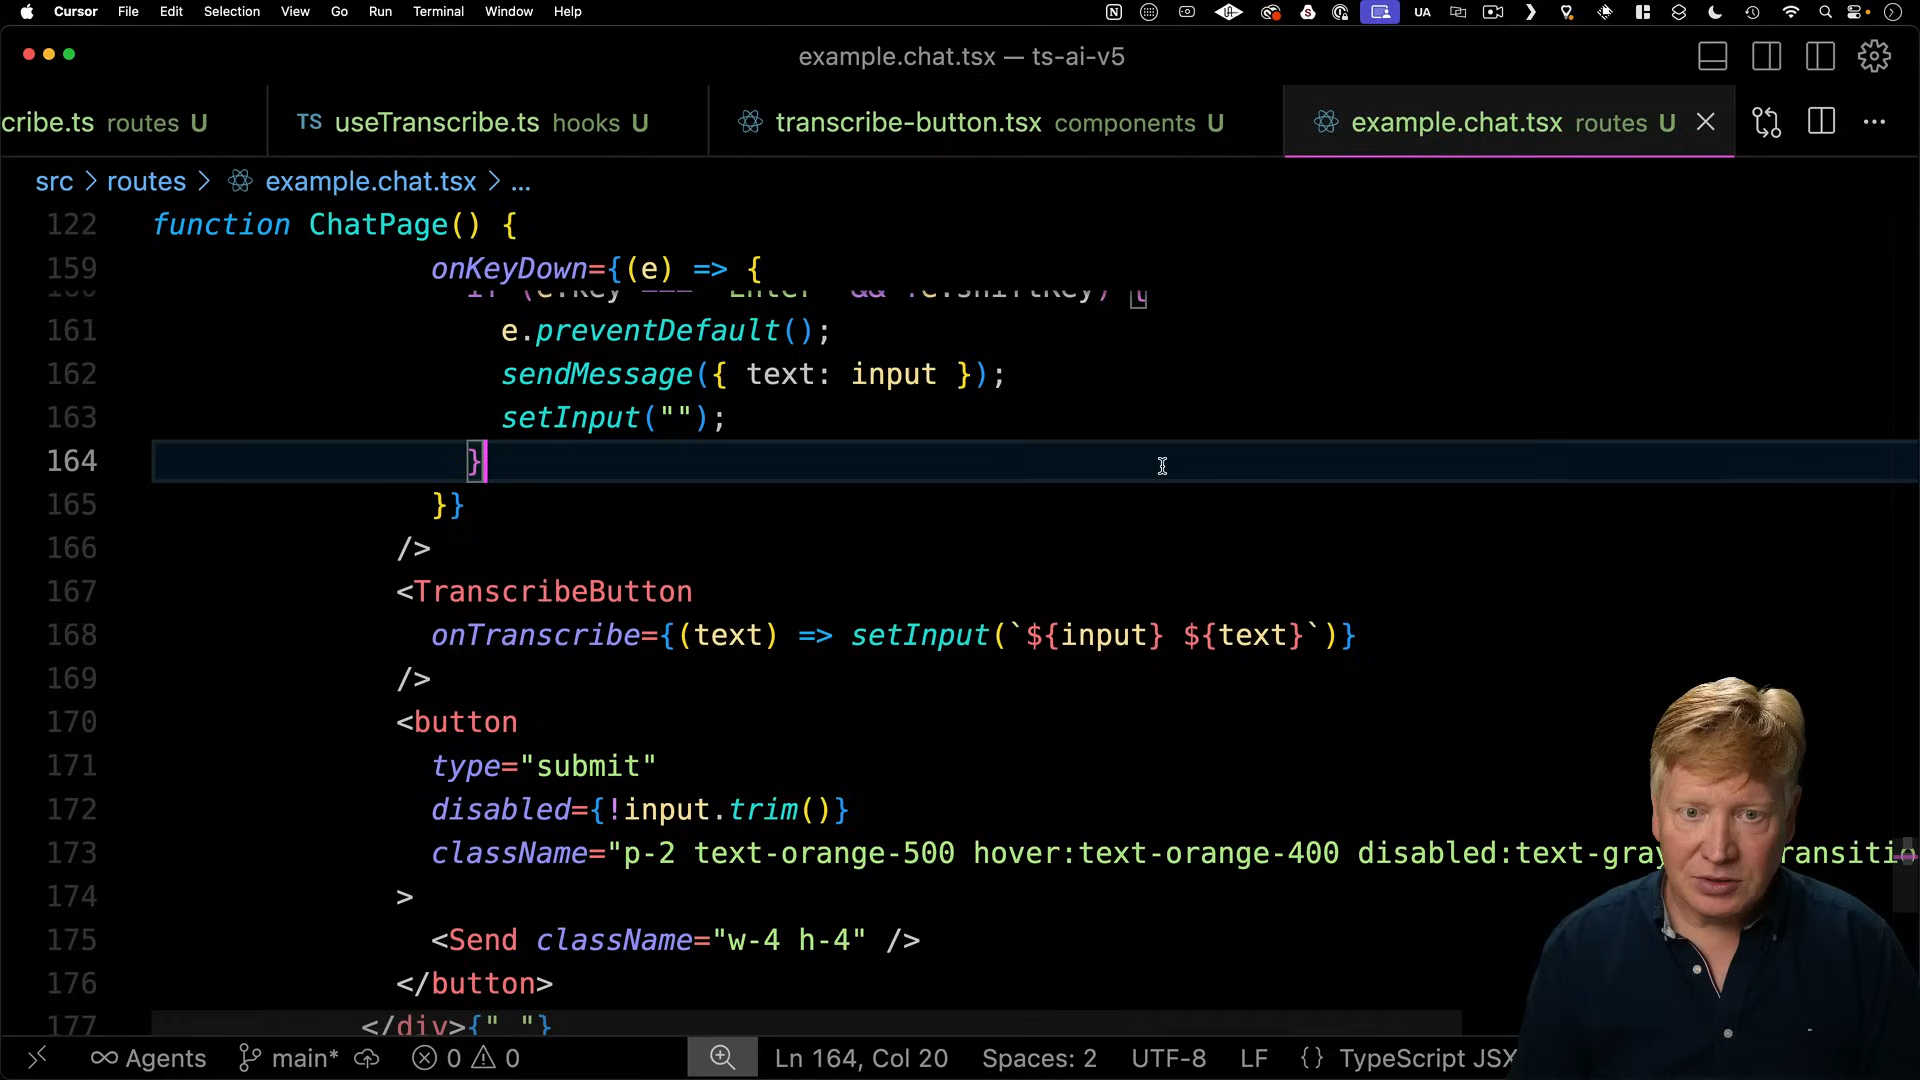 Cursor File Edit Selection View Go Run Terminal Window Help UA
example.chat.tsx — ts-ai-v5
cribe.ts routes U TS useTranscribe.ts hooks U transcribe-button.tsx components U example.chat.tsx routes U
src > routes > example.chat.tsx > ...
122 function ChatPage() {
159 onKeyDown={(e) => {
if (e.key === "Enter" && !e.shiftKey) {
161 e.preventDefault();
162 sendMessage({ text: input });
163 setInput("");
164 }
165 }}
166 />
167 <TranscribeButton
168 onTranscribe={(text) => setInput(`${input} ${text}`)}
169 />
170 <button
171 type="submit"
172 disabled={!input.trim()}
173 className="p-2 text-orange-500 hover:text-orange-400 disabled:text-gray
174 >
175 <Send className="w-4 h-4" />
176 </button>
177 </div>{" "}
Agents main* 0 0 Ln 164, Col 20 Spaces: 2 UTF-8 LF {} TypeScript JSX